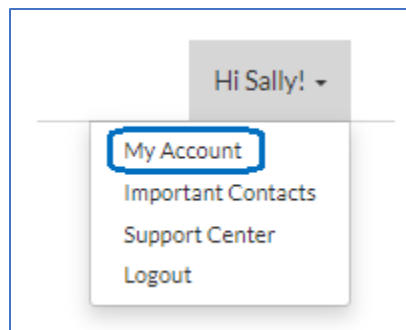 Hi Sally!
My Account
Important Contacts
Support Center
Logout